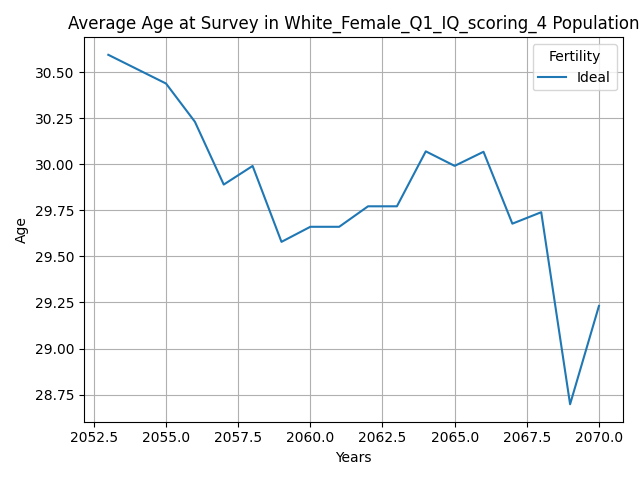 Average Age at Survey in White_Female_Q1_IQ_scoring_4 Population
Fertility
Ideal
30.50
30.25
30.00
29.75
29.50
29.25
29.00
28.75
Age
2052.5 2055.0 2057.5 2060.0 2062.5 2065.0 2067.5 2070.0
Years